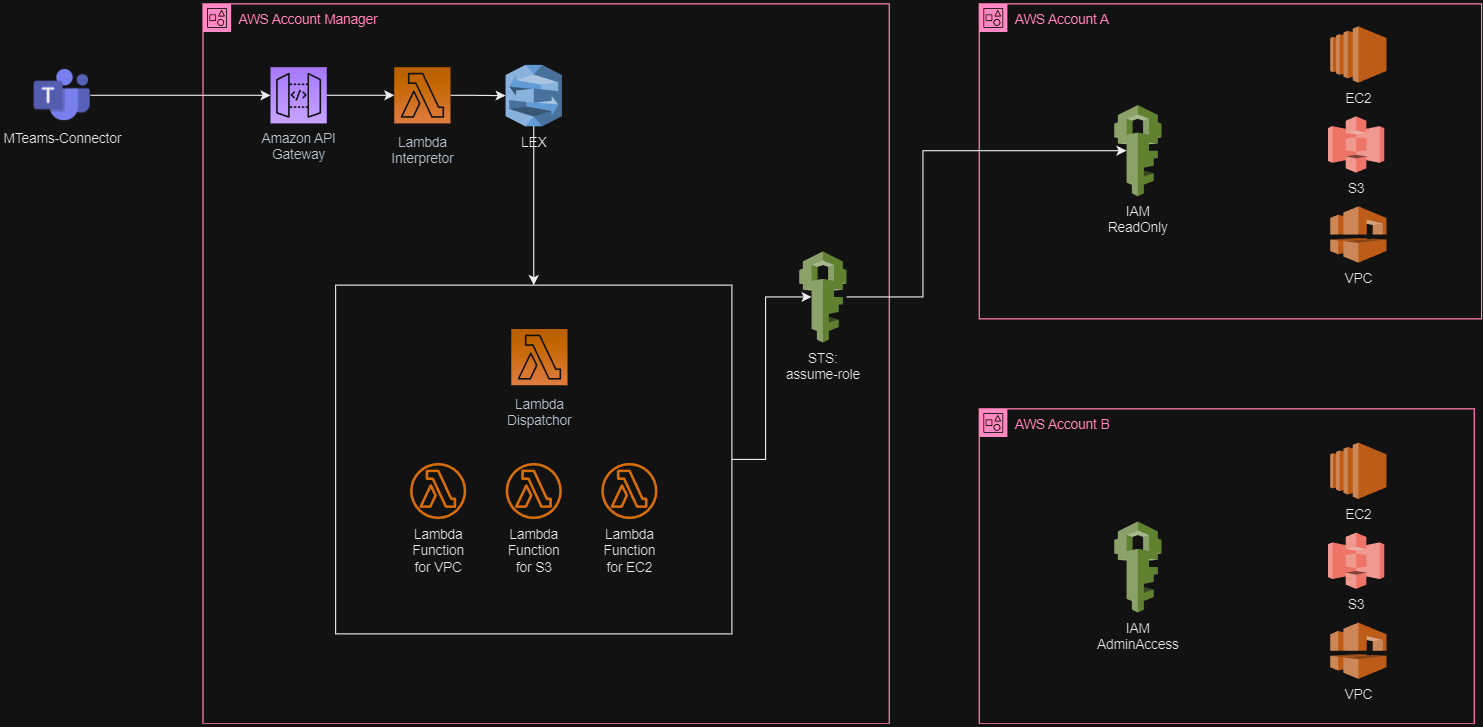 AWS Account Manager
T
MTeams-Connector
</>
Amazon API
Gateway
Lambda
Interpretor
LEX
Lambda
Dispatchor
Lambda
Function
for VPC
Lambda
Function
for S3
Lambda
Function
for EC2
STS:
assume-role
AWS Account A
IAM
ReadOnly
EC2
S3
VPC
AWS Account B
IAM
AdminAccess
EC2
S3
VPC